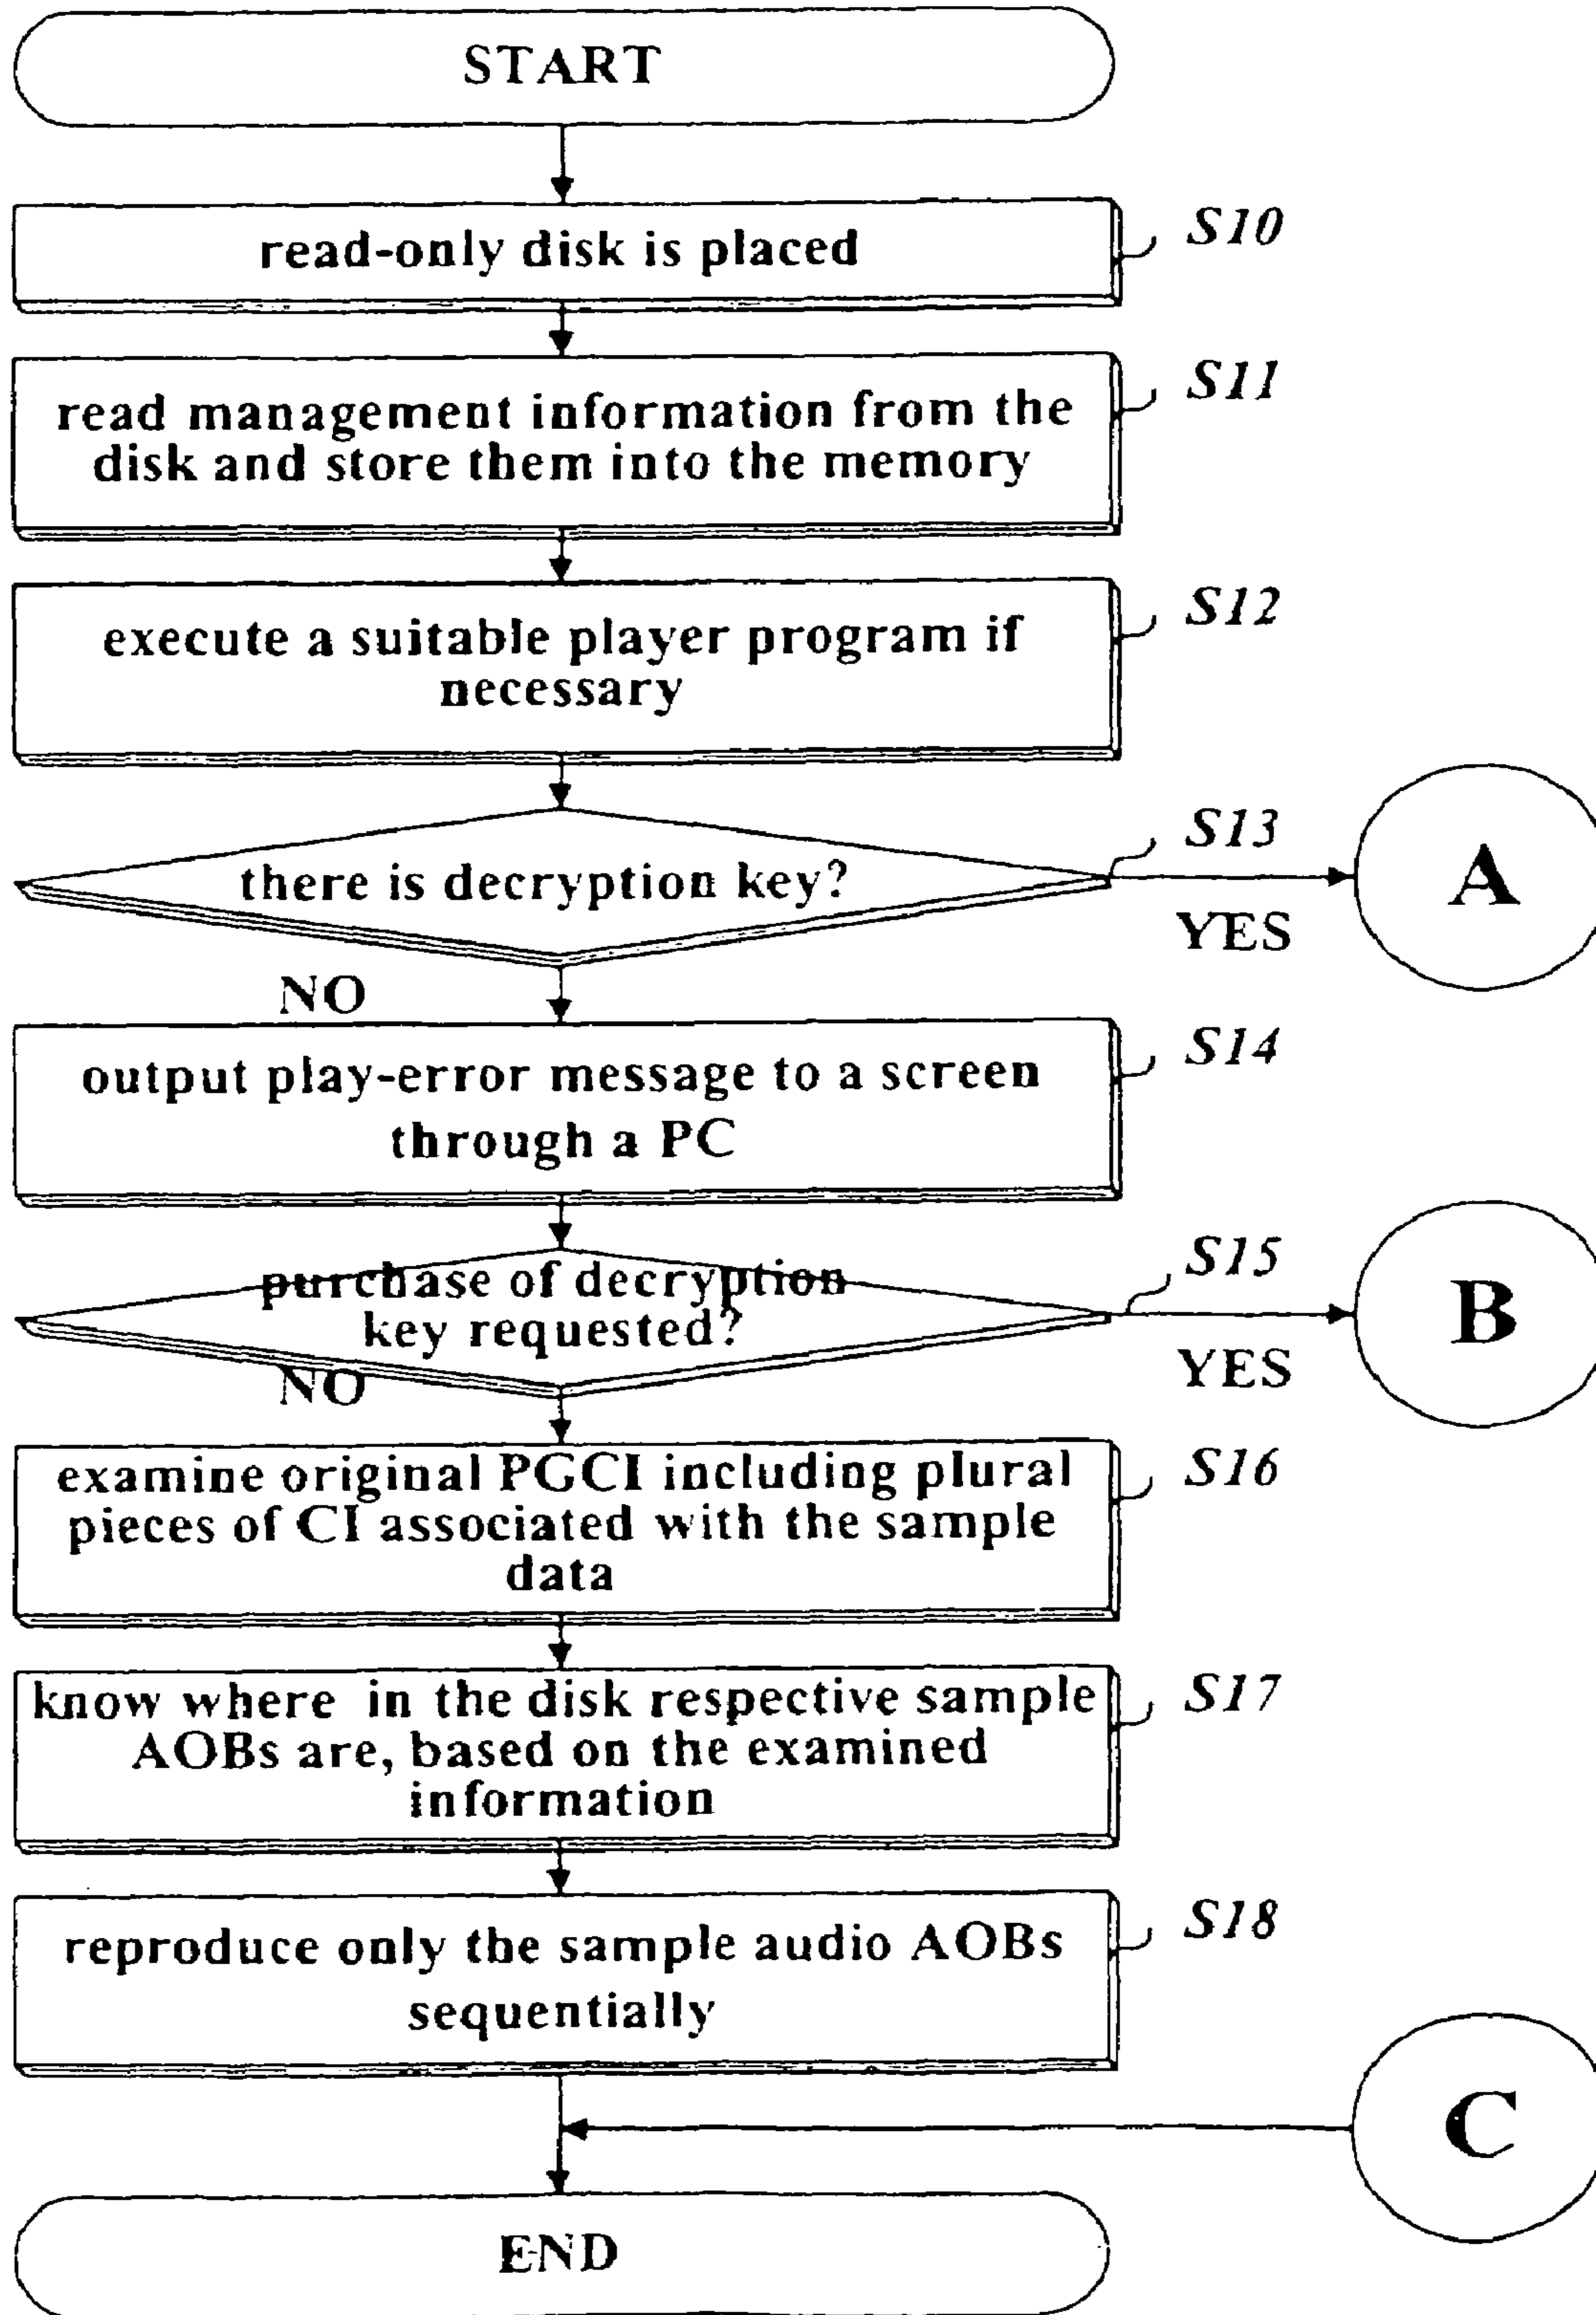 START
read-only disk is placed
S10
read management information from the
disk and store them into the memory
S11
execute a suitable player program if
necessary
S12
there is decryption key?
S13
YES
A
NO
output play-error message to a screen
through a PC
S14
purchase of decryption
key requested?
S15
YES
B
NO
examine original PGCI including plural
pieces of CI associated with the sample
data
S16
know where in the disk respective sample
AOBs are, based on the examined
information
S17
reproduce only the sample audio AOBs
sequentially
S18
C
END